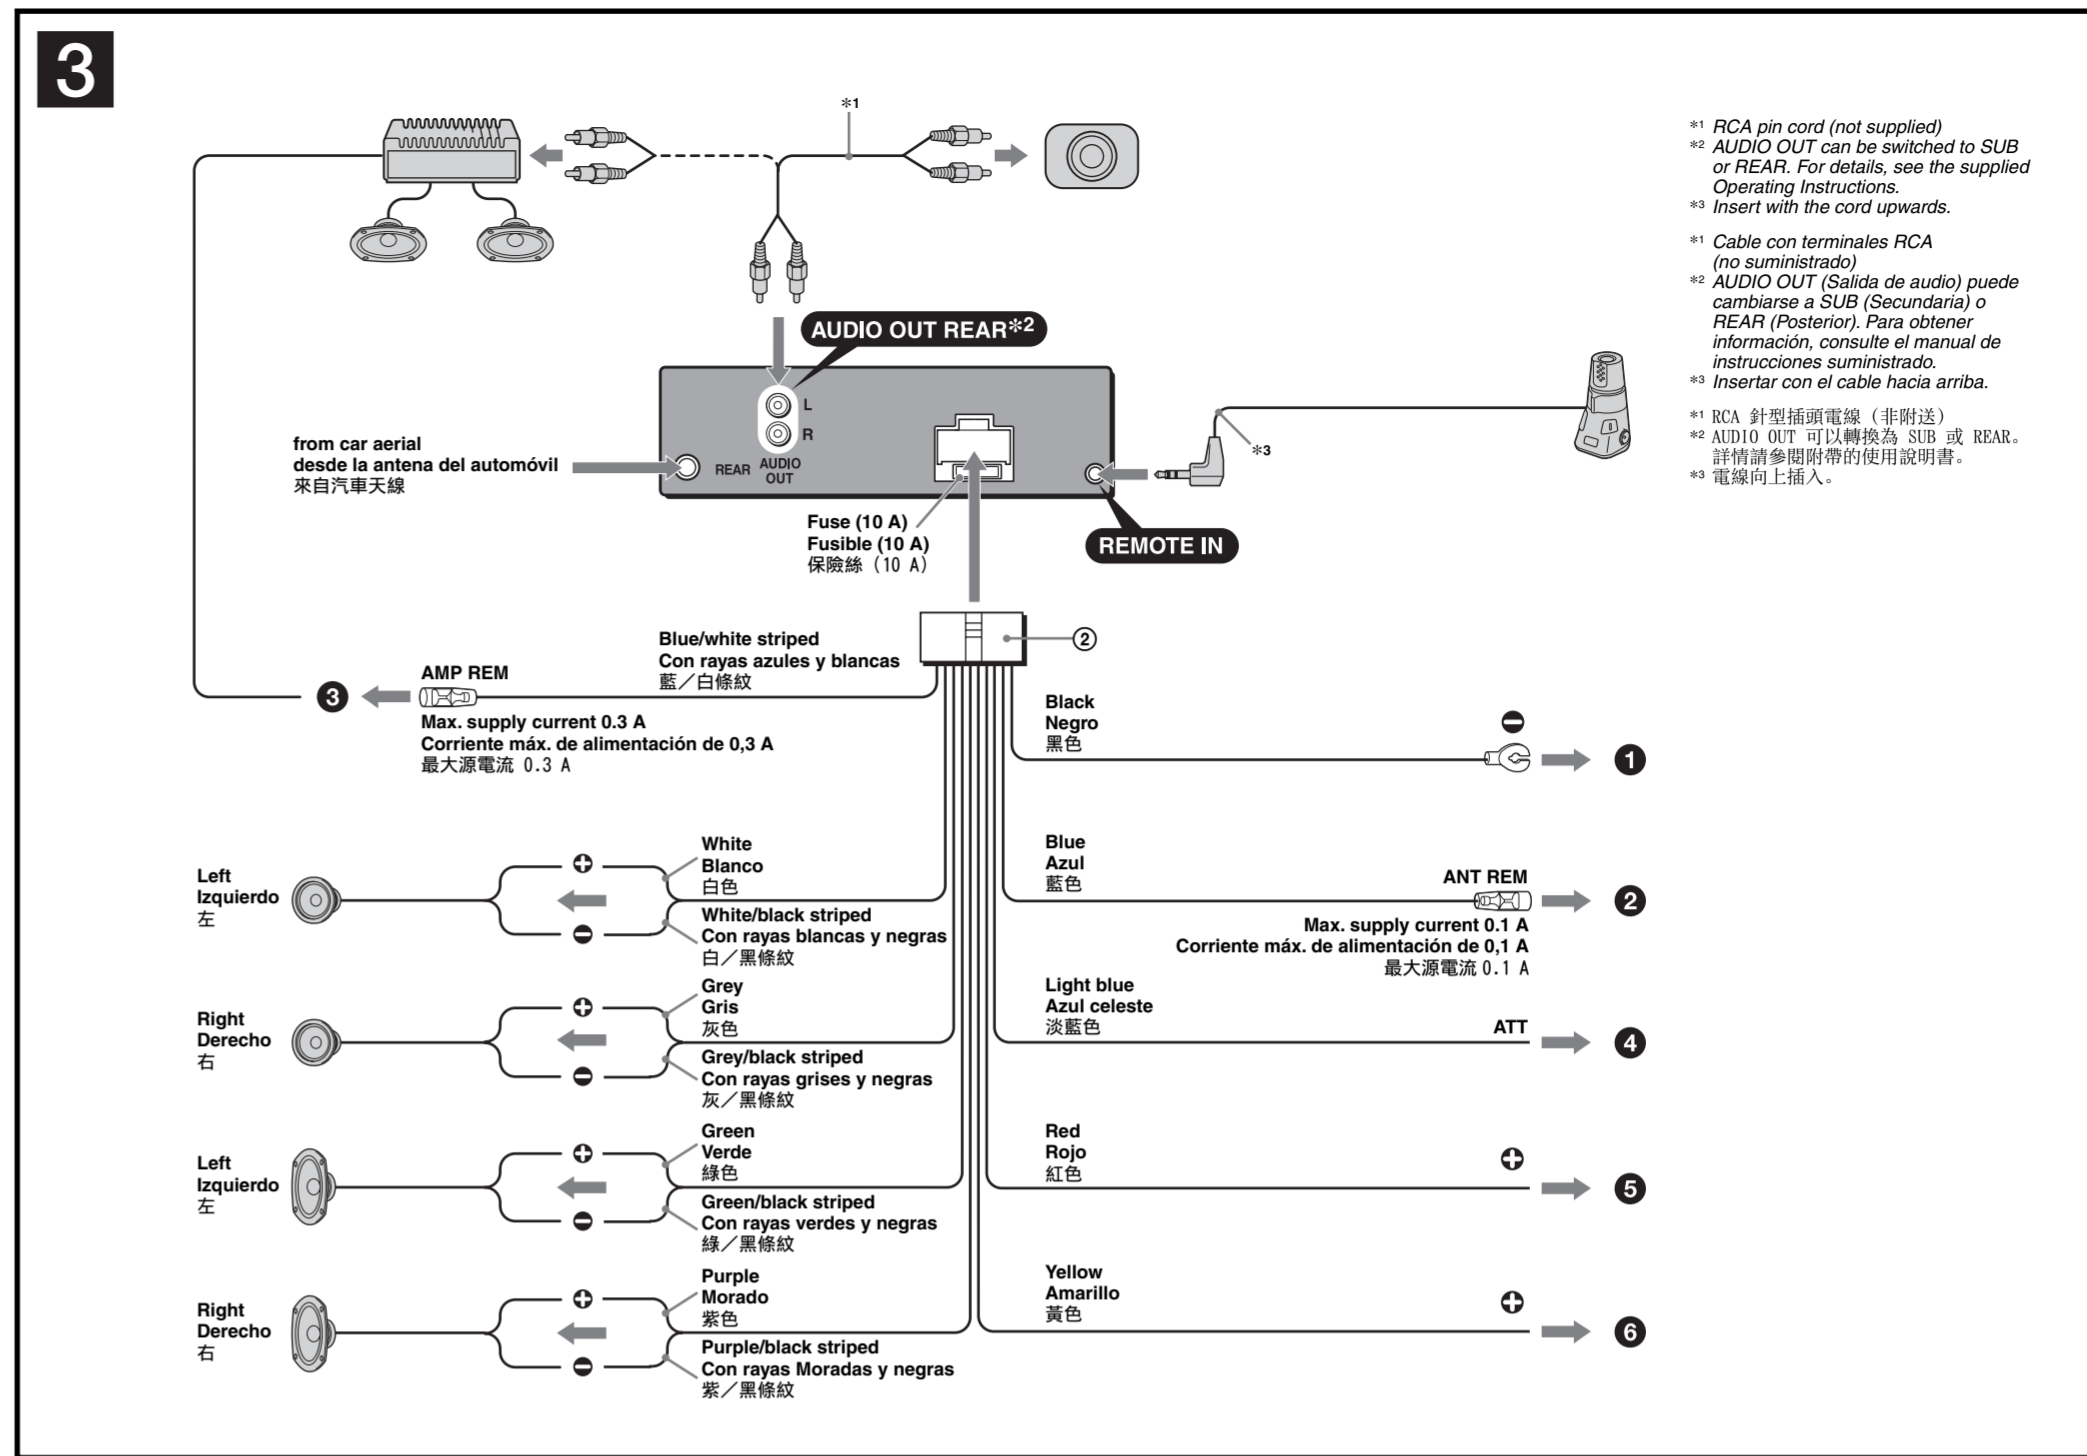 3
*1
*1 RCA pin cord (not supplied)
*2 AUDIO OUT can be switched to SUB
or REAR. For details, see the supplied
Operating Instructions.
*3 Insert with the cord upwards.
*1 Cable con terminales RCA
(no suministrado)
*2 AUDIO OUT (Salida de audio) puede
cambiarse a SUB (Secundaria) o
REAR (Posterior). Para obtener
información, consulte el manual de
instrucciones suministrado.
*3 Insertar con el cable hacia arriba.
*1 RCA 針型插頭電線（非附送）
*2 AUDIO OUT 可以轉換為 SUB 或 REAR。
詳情請參閱附帶的使用說明書。
*3 電線向上插入。
AUDIO OUT REAR*2
L
R
REAR
AUDIO
OUT
from car aerial
desde la antena del automóvil
來自汽車天線
*3
Fuse (10 A)
Fusible (10 A)
保險絲（10 A）
REMOTE IN
2
Blue/white striped
Con rayas azules y blancas
藍／白條紋
3
AMP REM
Max. supply current 0.3 A
Corriente máx. de alimentación de 0,3 A
最大源電流 0.3 A
Black
Negro
黑色
1
White
Blanco
白色
Left
Izquierdo
左
White/black striped
Con rayas blancas y negras
白／黑條紋
Blue
Azul
藍色
ANT REM
2
Max. supply current 0.1 A
Corriente máx. de alimentación de 0,1 A
最大源電流 0.1 A
Grey
Gris
灰色
Right
Derecho
右
Grey/black striped
Con rayas grises y negras
灰／黑條紋
Light blue
Azul celeste
淡藍色
ATT
4
Green
Verde
綠色
Left
Izquierdo
左
Green/black striped
Con rayas verdes y negras
綠／黑條紋
Red
Rojo
紅色
5
Purple
Morado
紫色
Right
Derecho
右
Purple/black striped
Con rayas Moradas y negras
紫／黑條紋
Yellow
Amarillo
黃色
6